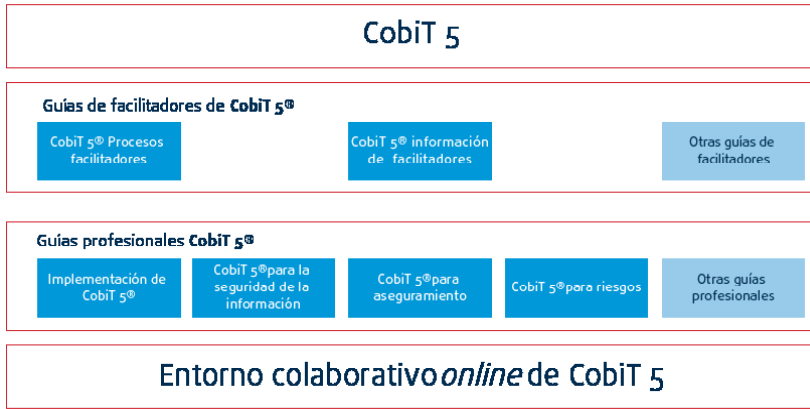 CobiT 5
Guías de facilitadores de CobiT 5®
CobiT 5® Procesos
facilitadores
CobiT 5® información
de facilitadores
Otras guías de
facilitadores
Guías profesionales CobiT 5®
Implementación de
CobiT 5®
CobiT 5®para la
seguridad de la
información
CobiT 5®para
aseguramiento
CobiT 5®para riesgos
Otras guías
profesionales
Entorno colaborativo online de CobiT 5